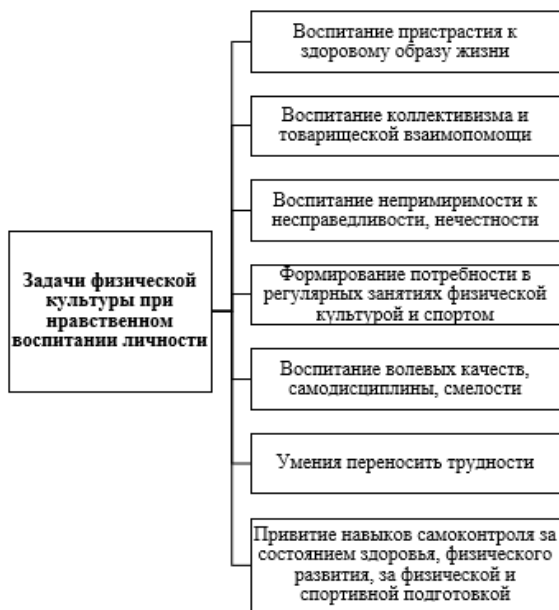 Воспитание пристрастия к
здоровому образу жизни
Воспитание коллективизма и
товарищеской взаимопомощи
Воспитание непримиримости к
несправедливости, нечестности
Задачи физической
культуры при
нравственном
воспитании личности
Формирование потребности в
регулярных занятиях физической
культурой и спортом
Воспитание волевых качеств,
самодисциплины, смелости
Умения переносить трудности
Привитие навыков самоконтроля за
состоянием здоровья, физического
развития, за физической и
спортивной подготовкой